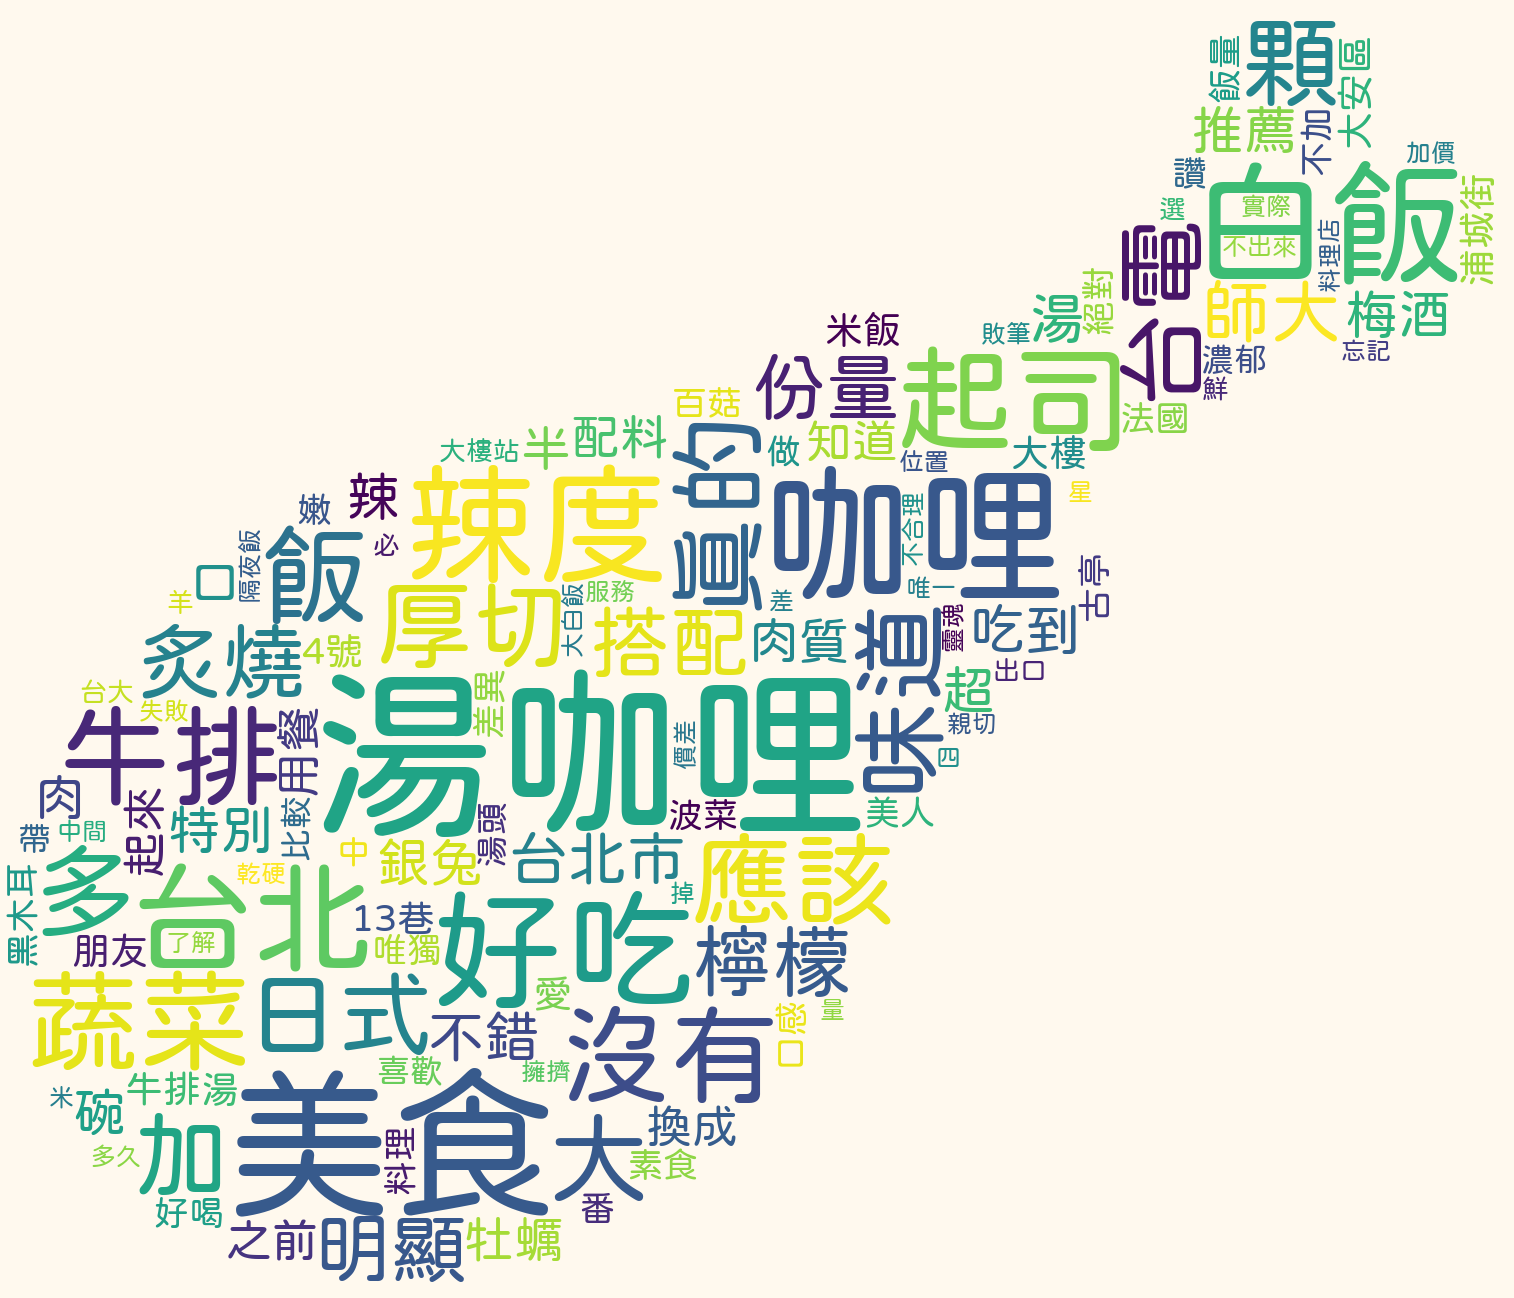 顆
飯量
大安區
推薦
不加
加價
讚
白飯
實際
不出來
選
浦城街
料理店
台電
絕對
師大
梅酒
湯
敗筆
米飯
忘記
濃郁
鮮
份量
起司
法國
百菇
配料
半
大樓站
真的
做
知道
位置
大樓
辣
辣度
咖哩
不合理
星
嫩
必
飯
隔夜飯
口
服務
大白飯
差
唯一
古亭
羊
厚切
搭配
肉質
味道
靈魂
吃到
炙燒
4號
出口
台大
失敗
湯咖哩
差異
價差
超
親切
四
牛排
用餐
肉
起來
特別
比較
湯頭
波菜
美人
帶
中間
中
銀兔
台北市
應該
多
黑木耳
乾硬
台北
了解
13巷
唯獨
好吃
掉
檸檬
朋友
蔬菜
日式
愛
不錯
沒有
口感
量
喜歡
擁擠
米
碗
牛排湯
美食
料理
大
換成
加
多久
素食
好喝
番
之前
明顯
牡蠣